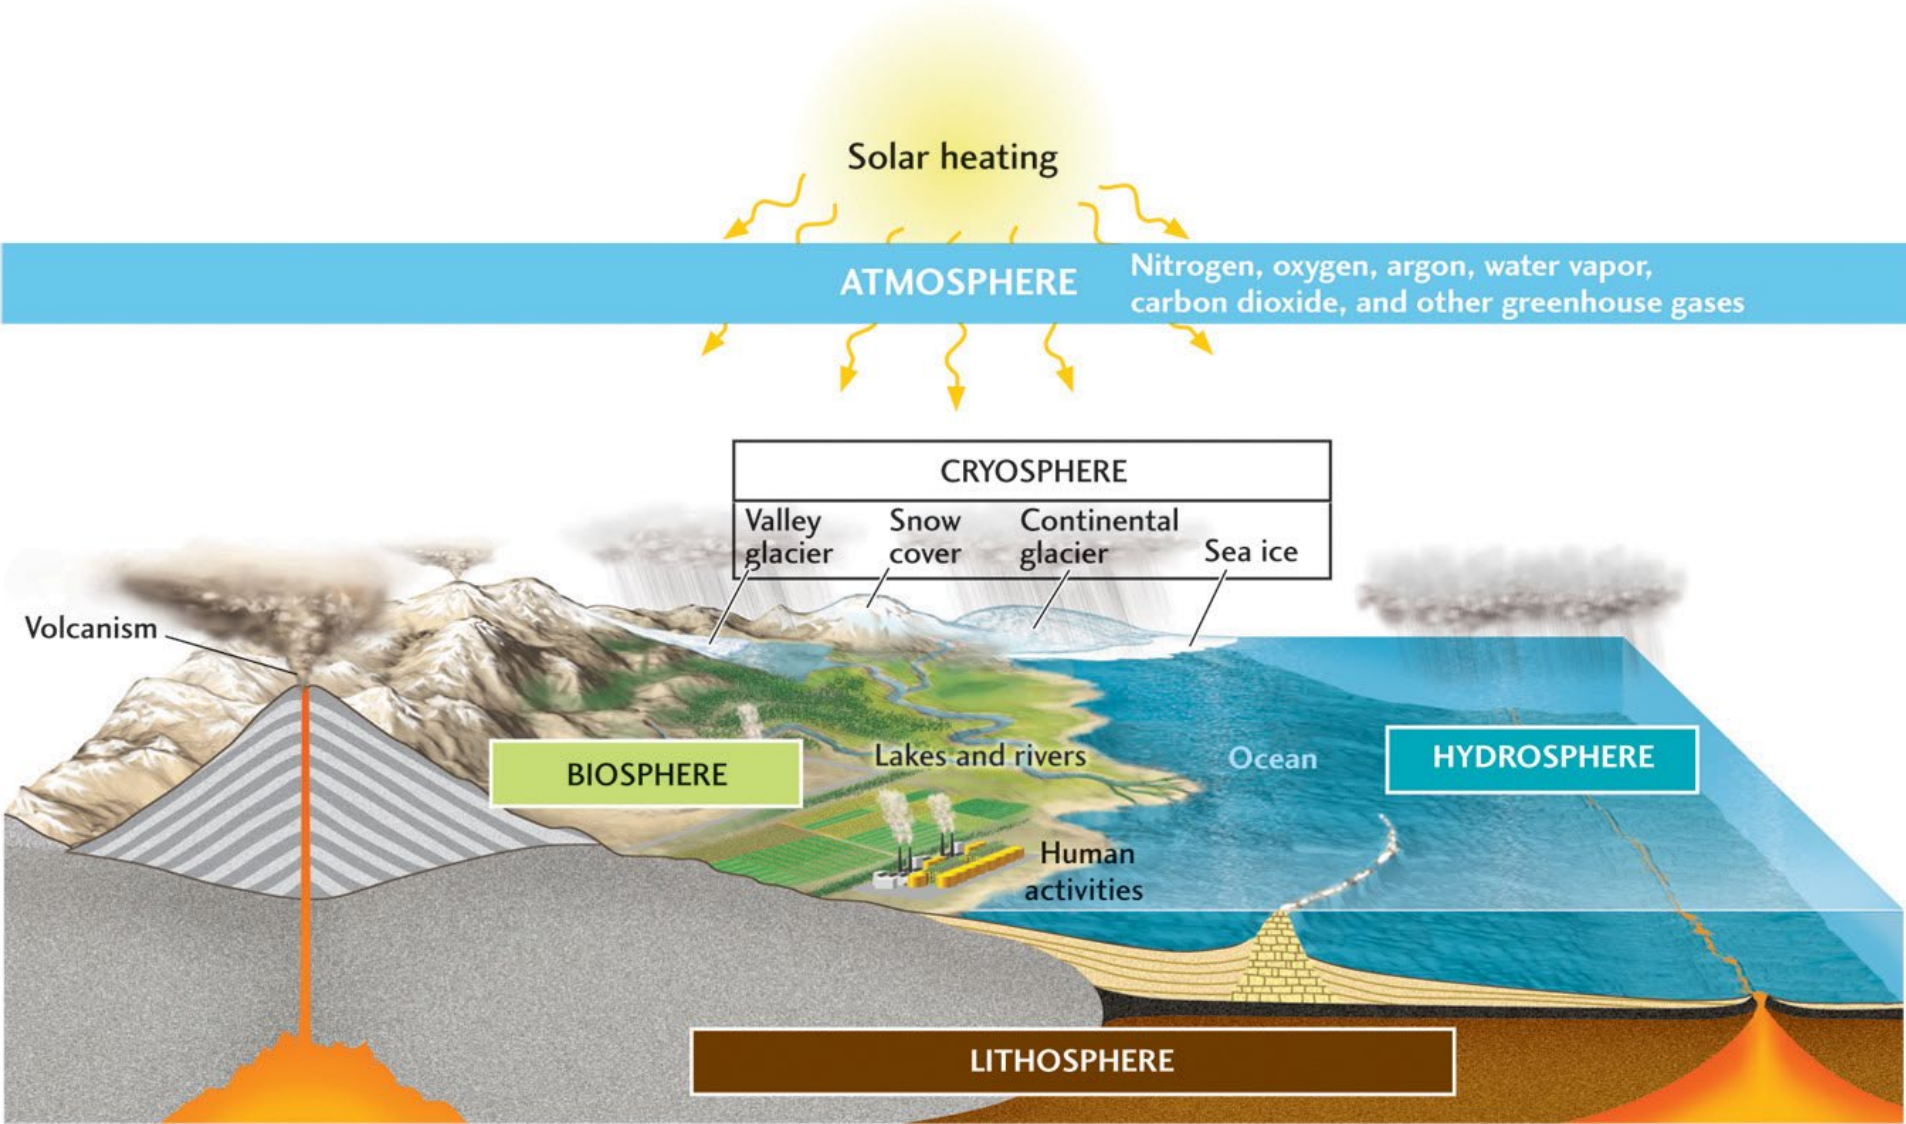 Solar heating
ATMOSPHERE
Nitrogen, oxygen, argon, water vapor,
carbon dioxide, and other greenhouse gases
CRYOSPHERE
Valley
glacier
Snow
cover
Continental
glacier
Sea ice
Volcanism
BIOSPHERE
Lakes and rivers
Ocean
HYDROSPHERE
Human
activities
LITHOSPHERE